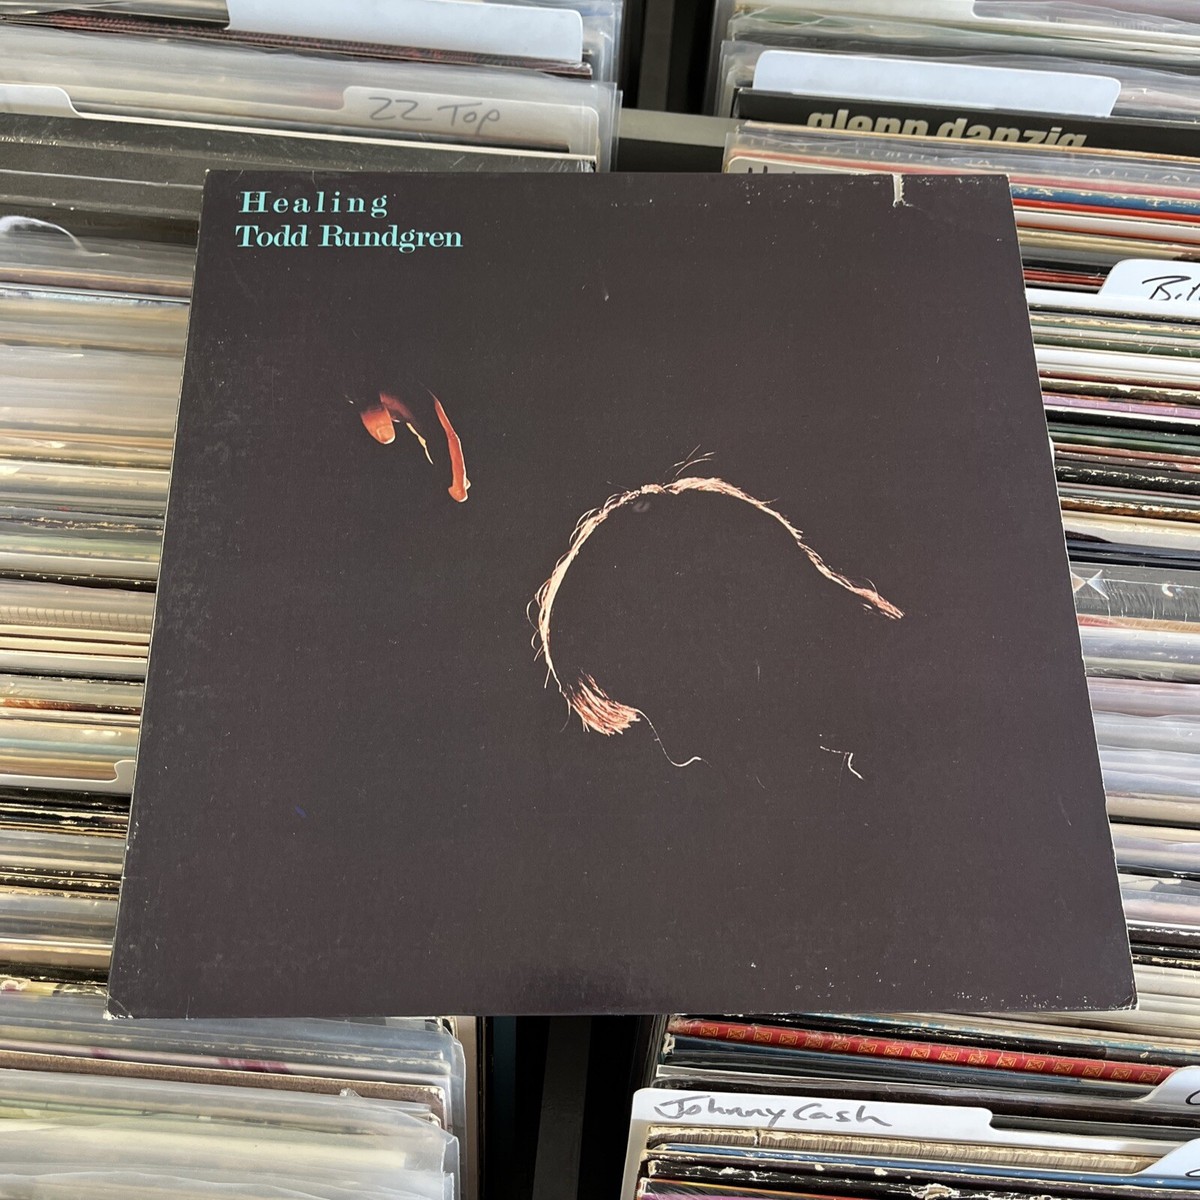 ZZ Top
glenn danzig
Healing
Todd Rundgren
Johnny Cash